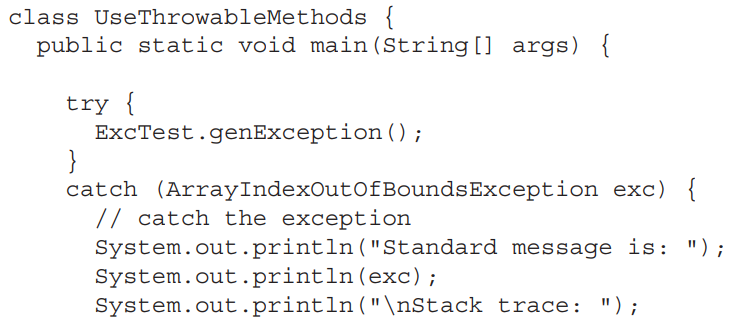 class UseThrowableMethods {
  public static void main(String[] args) {

    try {
      ExcTest.genException();
    }
    catch (ArrayIndexOutOfBoundsException exc) {
      // catch the exception
      System.out.println("Standard message is: ");
      System.out.println(exc);
      System.out.println("\nStack trace: ");